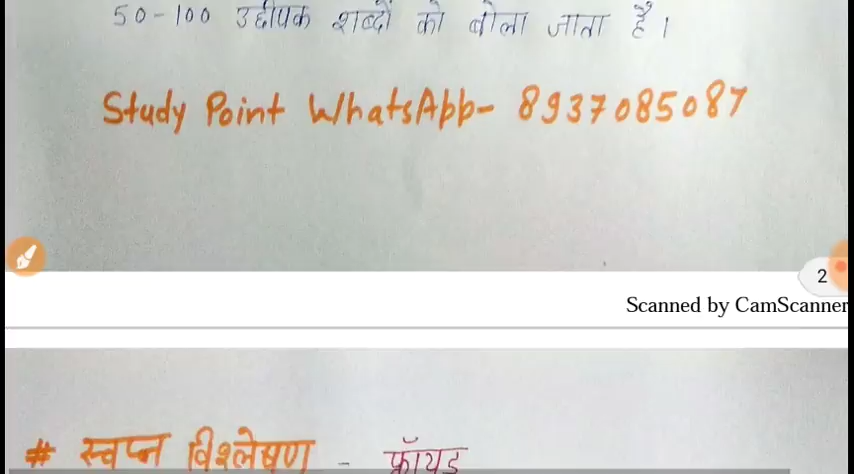 50-100 उद्दीपक शब्दों को बोला जाता है।
Study Point WhatsApp- 8937085087
2
Scanned by CamScanner
# स्वप्न विश्लेषण - फ्रॉयड